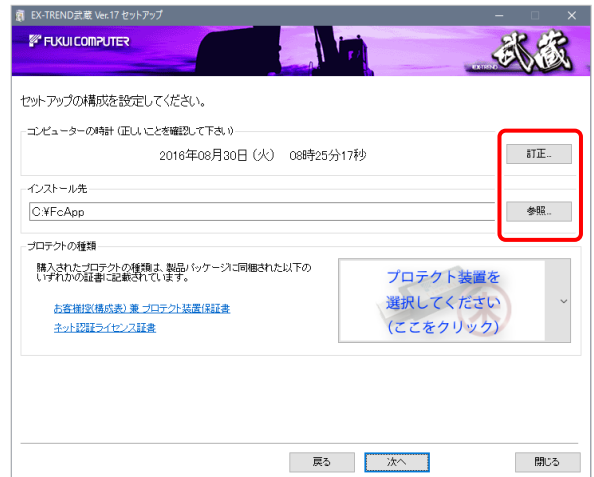 EX-TREND武蔵 Ver.17 セットアップ
FUKUI COMPUTER
EX-TREND 武蔵
セットアップの構成を設定してください。
コンピューターの時計 (正しいことを確認して下さい)
2016年08月30日 (火) 08時25分17秒
訂正...
インストール先
C:¥FcApp
参照...
プロテクトの種類
購入されたプロテクトの種類は、製品パッケージに同梱された以下の
いずれかの証書に記載されています。
お客様控(構成表) 兼 プロテクト装置保証書
ネット認証ライセンス証書
プロテクト装置を
選択してください
(ここをクリック)
戻る
次へ
閉じる